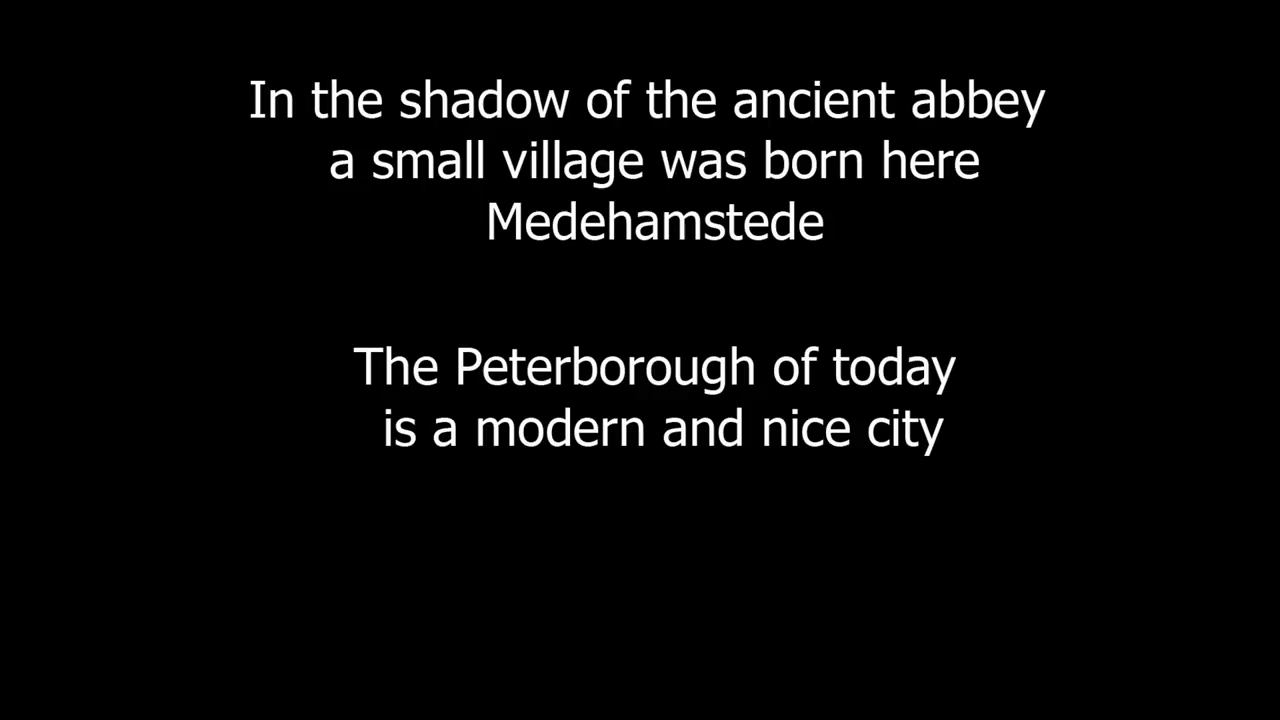 In the shadow of the ancient abbey
a small village was born here
Medehamstede
The Peterborough of today
is a modern and nice city